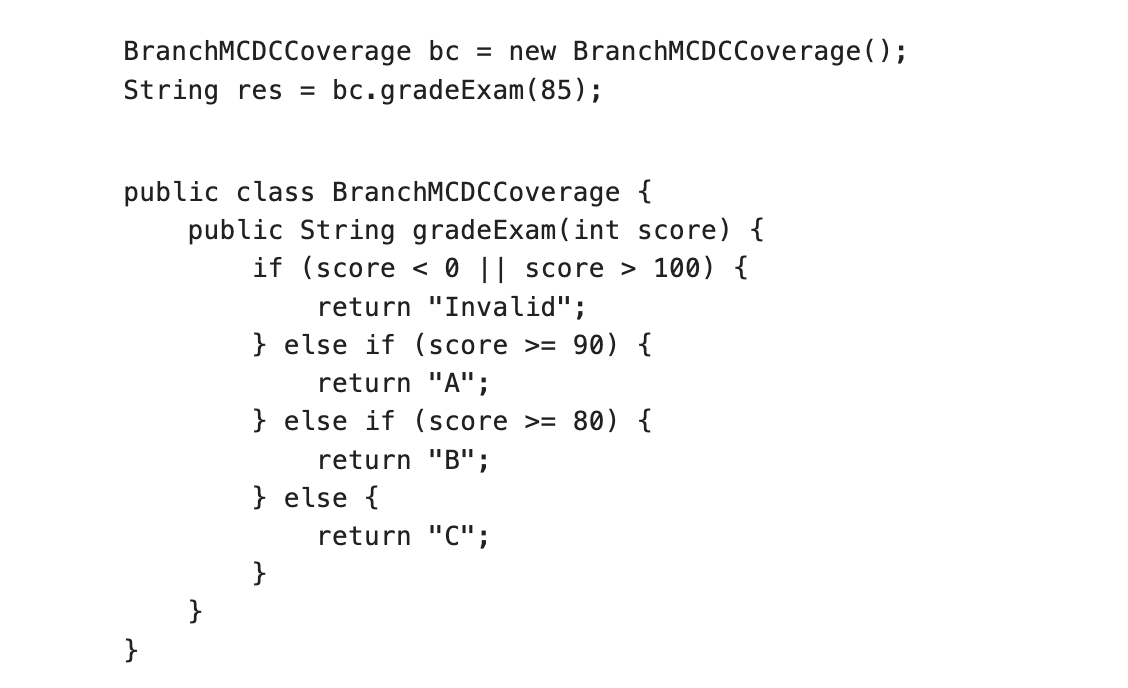 BranchMCDCCoverage bc = new BranchMCDCCoverage();
String res = bc.gradeExam(85);
public class BranchMCDCCoverage {
    public String gradeExam(int score) {
        if (score < 0 || score > 100) {
            return "Invalid";
        } else if (score >= 90) {
            return "A";
        } else if (score >= 80) {
            return "B";
        } else {
            return "C";
        }
    }
}